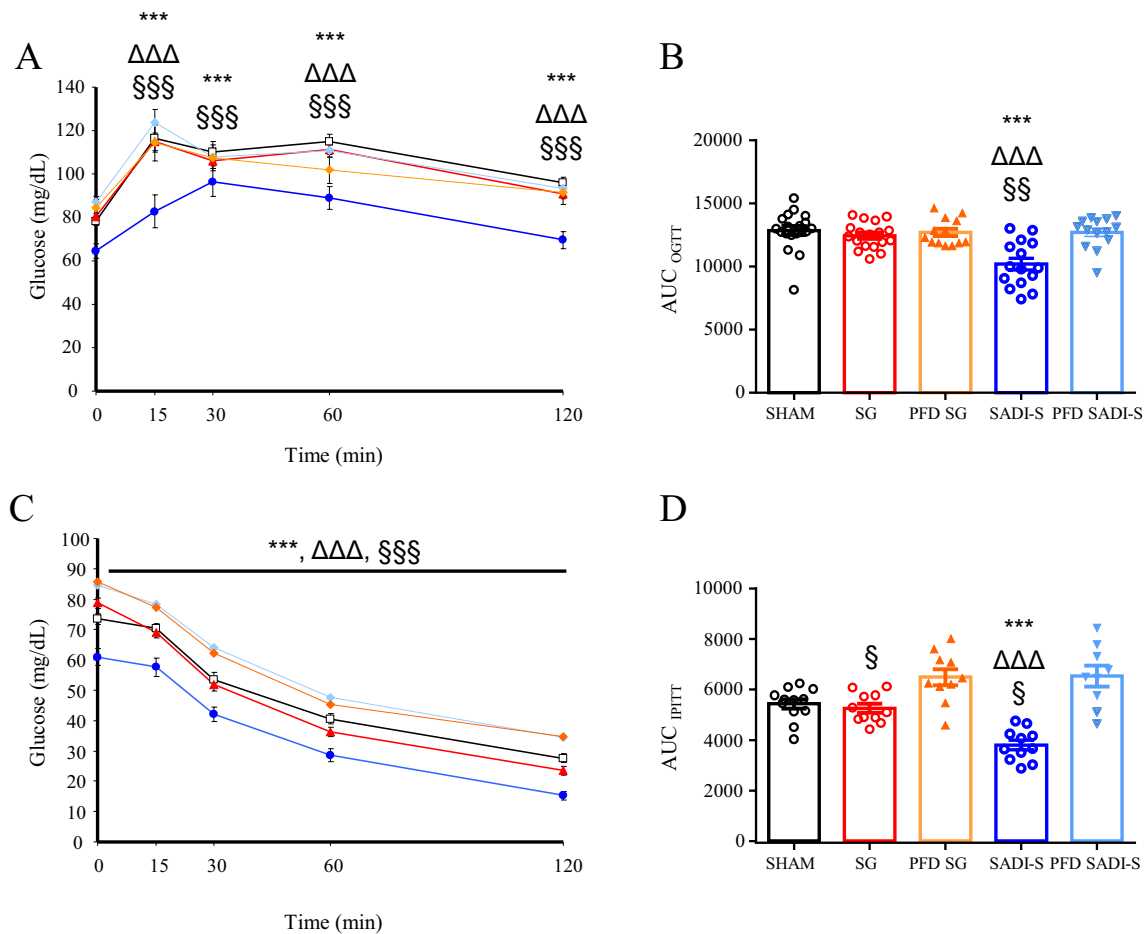 A
***
ΔΔΔ
§§§
***
§§§
***
ΔΔΔ
§§§
***
ΔΔΔ
§§§
140
120
100
80
60
40
20
0
Glucose (mg/dL)
0 15 30 60 120
Time (min)
B
***
ΔΔΔ
§§
20000
15000
10000
5000
0
AUC OGTT
SHAM SG PFD SG SADI-S PFD SADI-S
C
***, ΔΔΔ, §§§
100
90
80
70
60
50
40
30
20
10
0
Glucose (mg/dL)
0 15 30 60 120
Time (min)
D
§
***
ΔΔΔ
§
10000
8000
6000
4000
2000
0
AUC IPITT
SHAM SG PFD SG SADI-S PFD SADI-S